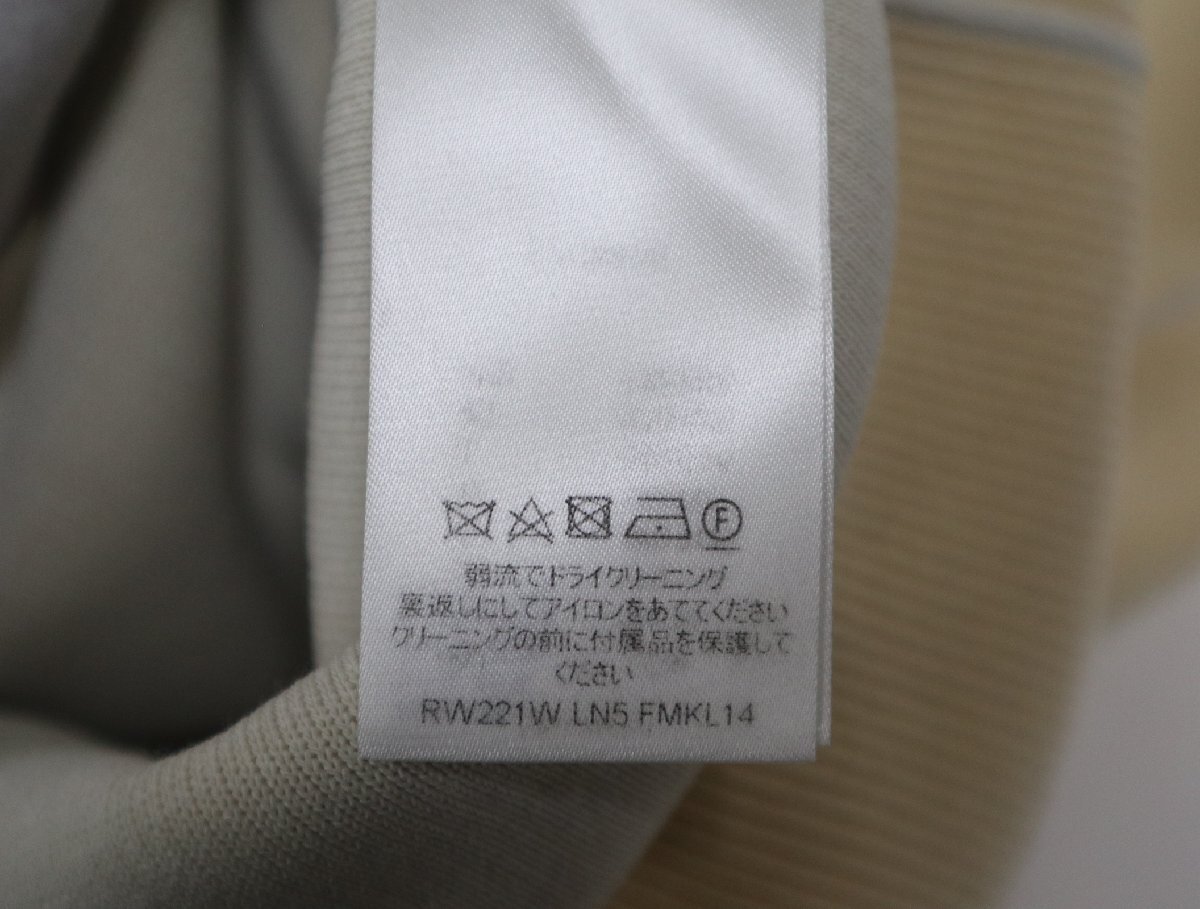 F
弱流でドライクリーニング
裏返しにしてアイロンをあててください
クリーニングの前に付属品を保護して
ください
RW221W LN5 FMKL14